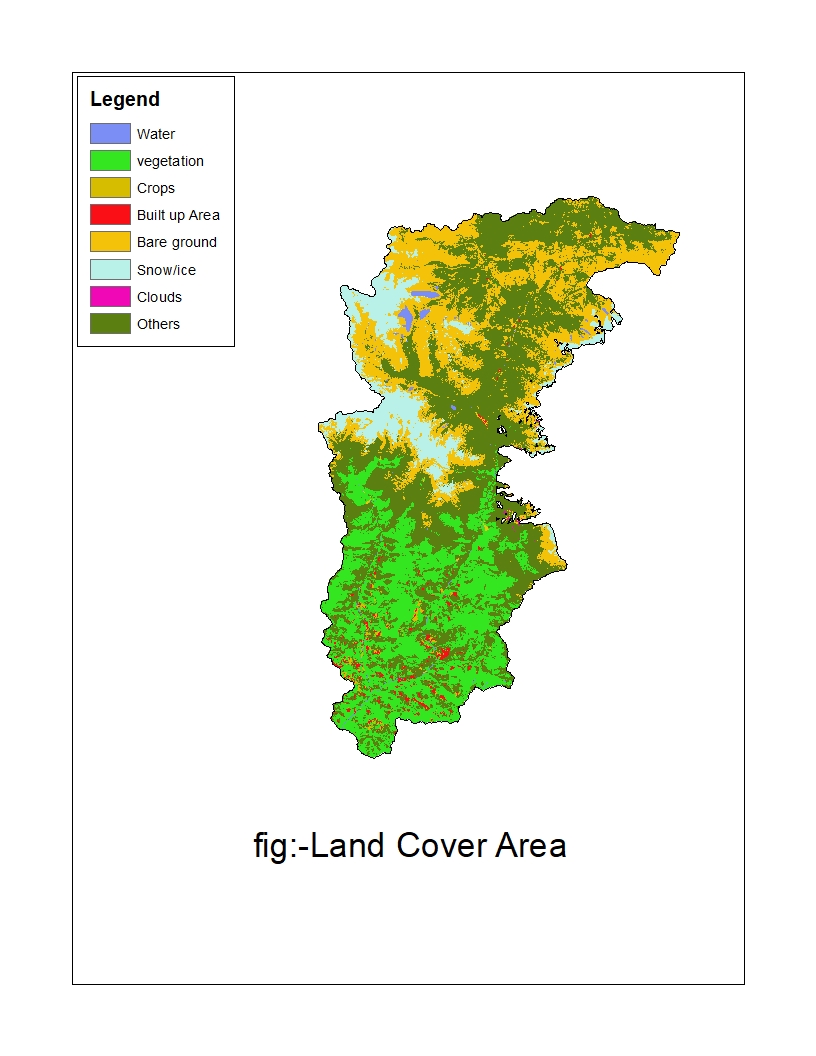 Legend
Water
vegetation
Crops
Built up Area
Bare ground
Snow/ice
Clouds
Others
fig:-Land Cover Area